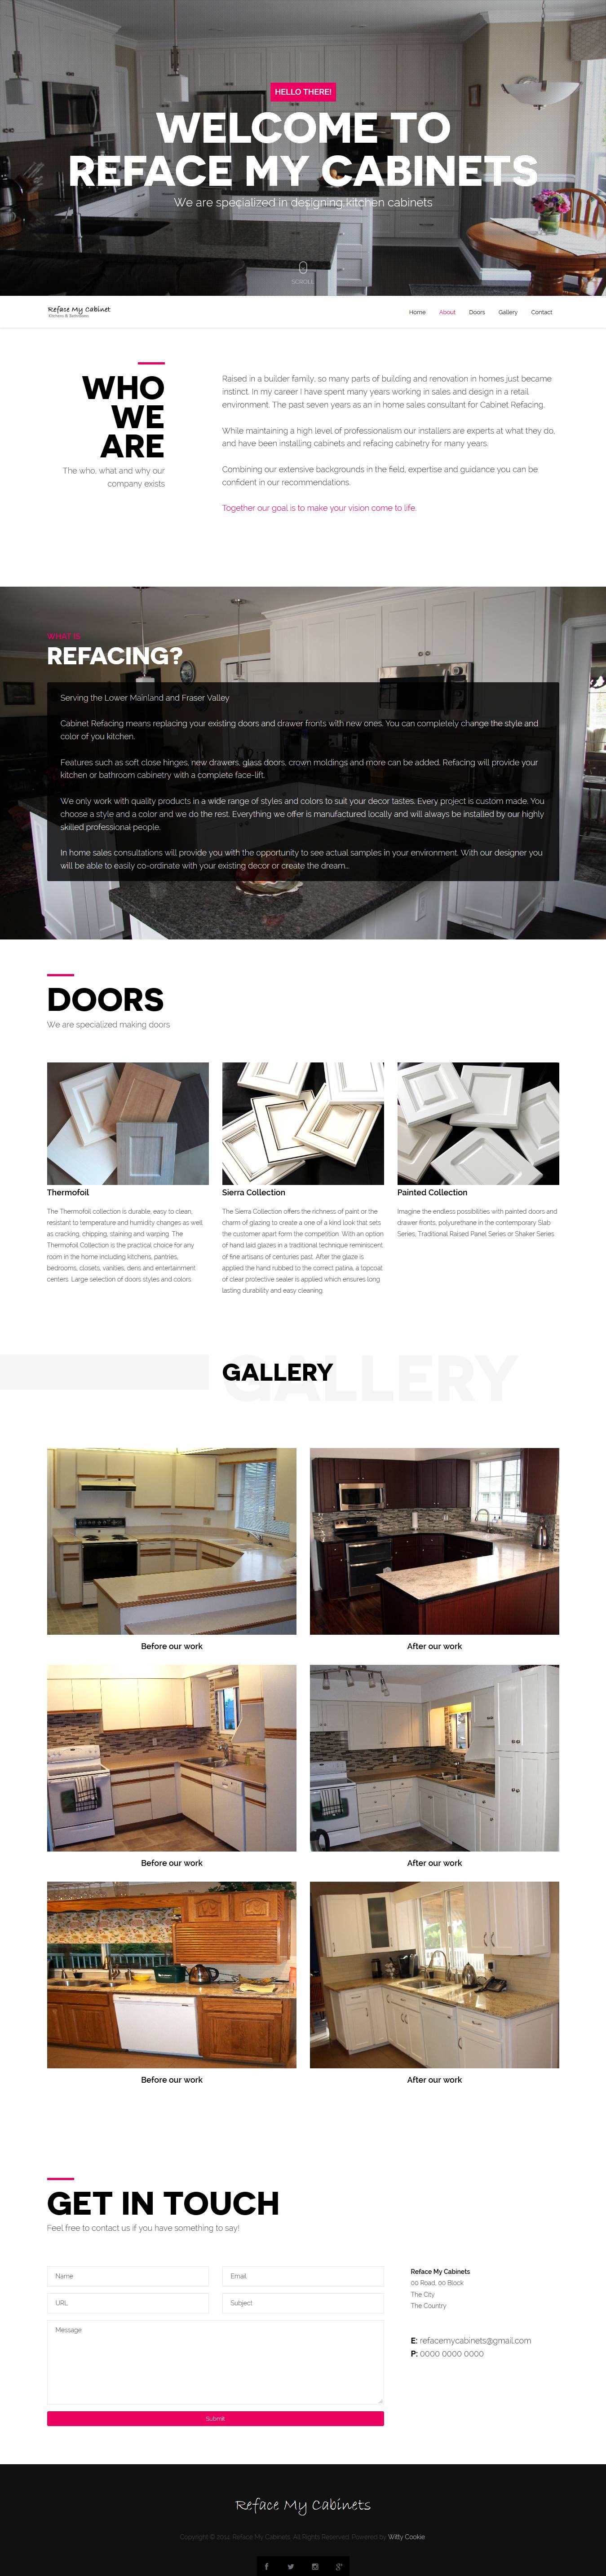 HELLO THERE!
WELCOME TO
REFACE MY CABINETS
We are specialized in designing kitchen cabinets
SCROLL
Reface My Cabinet
Kitchens & Bathrooms
Home
About
Doors
Gallery
Contact
WHO
WE
ARE
The who, what and why our
company exists
Raised in a builder family, so many parts of building and renovation in homes just became
instinct. In my career I have spent many years working in sales and design in a retail
environment. The past seven years as an in home sales consultant for Cabinet Refacing.
While maintaining a high level of professionalism our installers are experts at what they do,
and have been installing cabinets and refacing cabinetry for many years.
Combining our extensive backgrounds in the field, expertise and guidance you can be
confident in our recommendations.
Together our goal is to make your vision come to life.
WHAT IS
REFACING?
Serving the Lower Mainland and Fraser Valley
Cabinet Refacing means replacing your existing doors and drawer fronts with new ones. You can completely change the style and
color of you kitchen.
Features such as soft close hinges, new drawers, glass doors, crown moldings and more can be added. Refacing will provide your
kitchen or bathroom cabinetry with a complete face-lift.
We only work with quality products in a wide range of styles and colors to suit your decor tastes. Every project is custom made. You
choose a style and a color and we do the rest. Everything we offer is manufactured locally and will always be installed by our highly
skilled professional people.
In home sales consultations will provide you with the opportunity to see actual samples in your environment. With our designer you
will be able to easily co-ordinate with your existing decor or create the dream...
DOORS
We are specialized making doors
Thermofoil
The Thermofoil collection is durable, easy to clean,
resistant to temperature and humidity changes as well
as cracking, chipping, staining and warping. The
Thermofoil Collection is the practical choice for any
room in the home including kitchens, pantries,
bedrooms, closets, vanities, dens and entertainment
centers. Large selection of doors styles and colors
Sierra Collection
The Sierra Collection offers the richness of paint or the
charm of glazing to create a one of a kind look that sets
the customer apart form the competition. With an option
of hand laid glazes in a traditional technique reminiscent
of fine artisans of centuries past. After the glaze is
applied the hand rubbed to the correct patina, a topcoat
of clear protective sealer is applied which ensures long
lasting durability and easy cleaning
Painted Collection
Imagine the endless possibilities with painted doors and
drawer fronts, polyurethane in the contemporary Slab
Series, Traditional Raised Panel Series or Shaker Series
GALLERY
GALLERY
Before our work
After our work
Before our work
After our work
Before our work
After our work
GET IN TOUCH
Feel free to contact us if you have something to say!
Name
Email
URL
Subject
Message
Submit
Reface My Cabinets
00 Road, 00 Block
The City
The Country
E: refacemycabinets@gmail.com
P: 0000 0000 0000
Reface My Cabinets
Copyright © 2014 Reface My Cabinets. All Rights Reserved. Powered by Witty Cookie